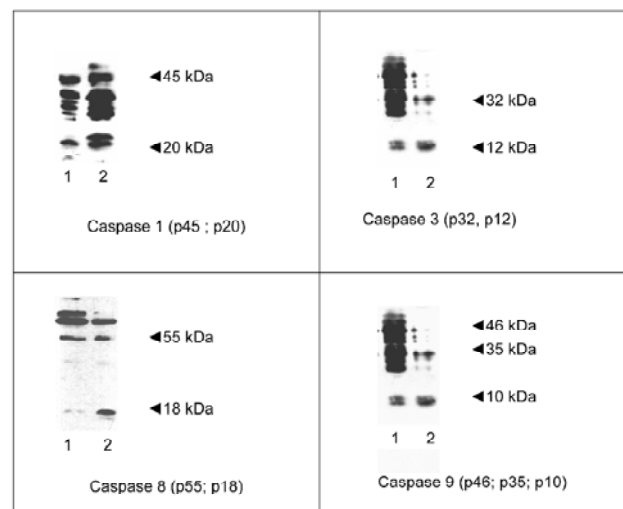 ◄45 kDa
◄20 kDa
1 2
Caspase 1 (p45 ; p20)
◄32 kDa
◄12 kDa
1 2
Caspase 3 (p32, p12)
◄55 kDa
◄18 kDa
1 2
Caspase 8 (p55; p18)
◄46 kDa
◄35 kDa
◄10 kDa
1 2
Caspase 9 (p46; p35; p10)